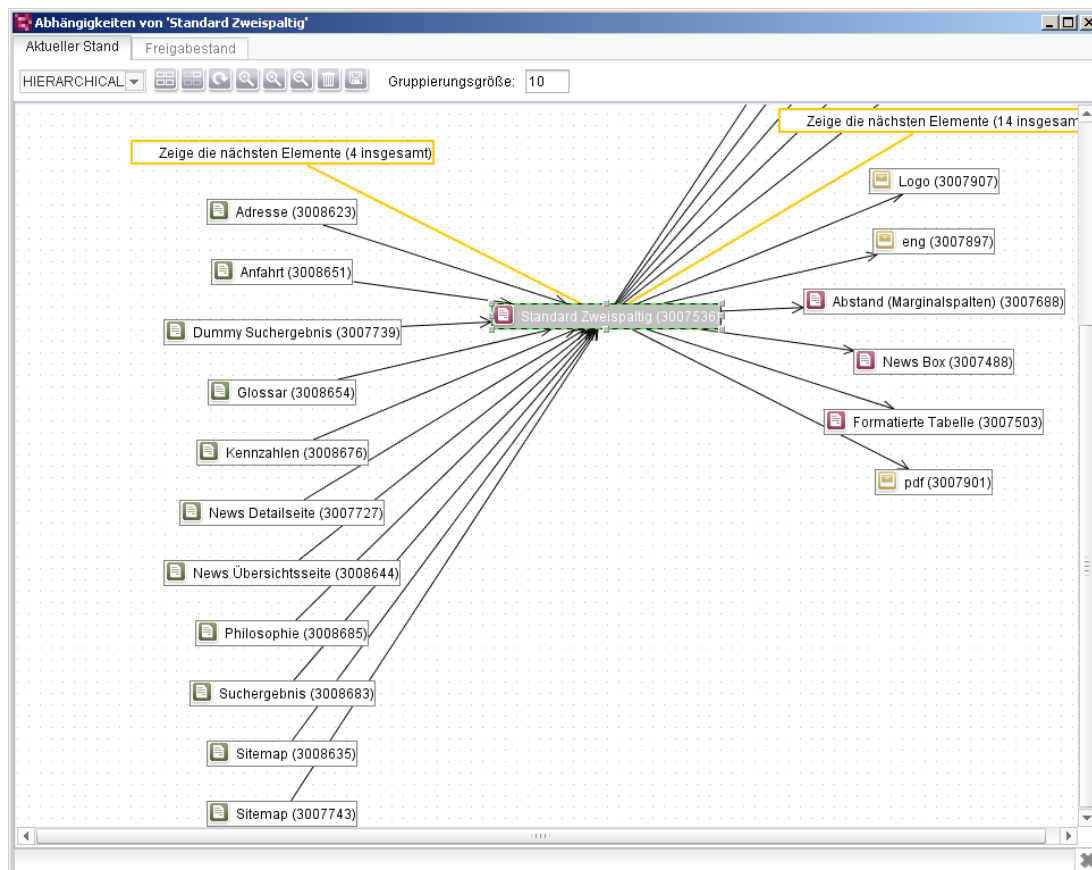 Abhängigkeiten von 'Standard Zweispaltig'
Aktueller Stand
Freigabestand
HIERARCHICAL
Gruppierungsgröße: 10
Zeige die nächsten Elemente (4 insgesamt)
Zeige die nächsten Elemente (14 insgesam
Adresse (3008623)
Anfahrt (3008651)
Dummy Suchergebnis (3007739)
Glossar (3008654)
Kennzahlen (3008676)
News Detailseite (3007727)
News Übersichtsseite (3008644)
Philosophie (3008685)
Suchergebnis (3008683)
Sitemap (3008635)
Sitemap (3007743)
Standard Zweispaltig (3007536)
Logo (3007907)
eng (3007897)
Abstand (Marginalspalten) (3007688)
News Box (3007488)
Formatierte Tabelle (3007503)
pdf (3007901)